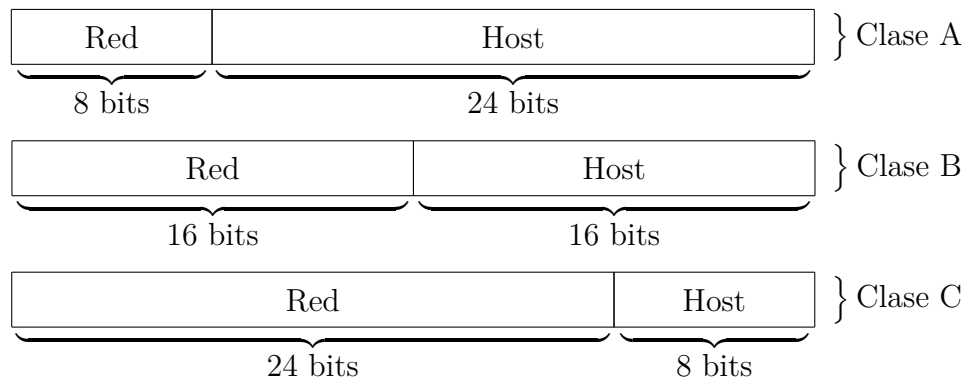 Red Host Clase A
8 bits 24 bits
Red Host Clase B
16 bits 16 bits
Red Host Clase C
24 bits 8 bits